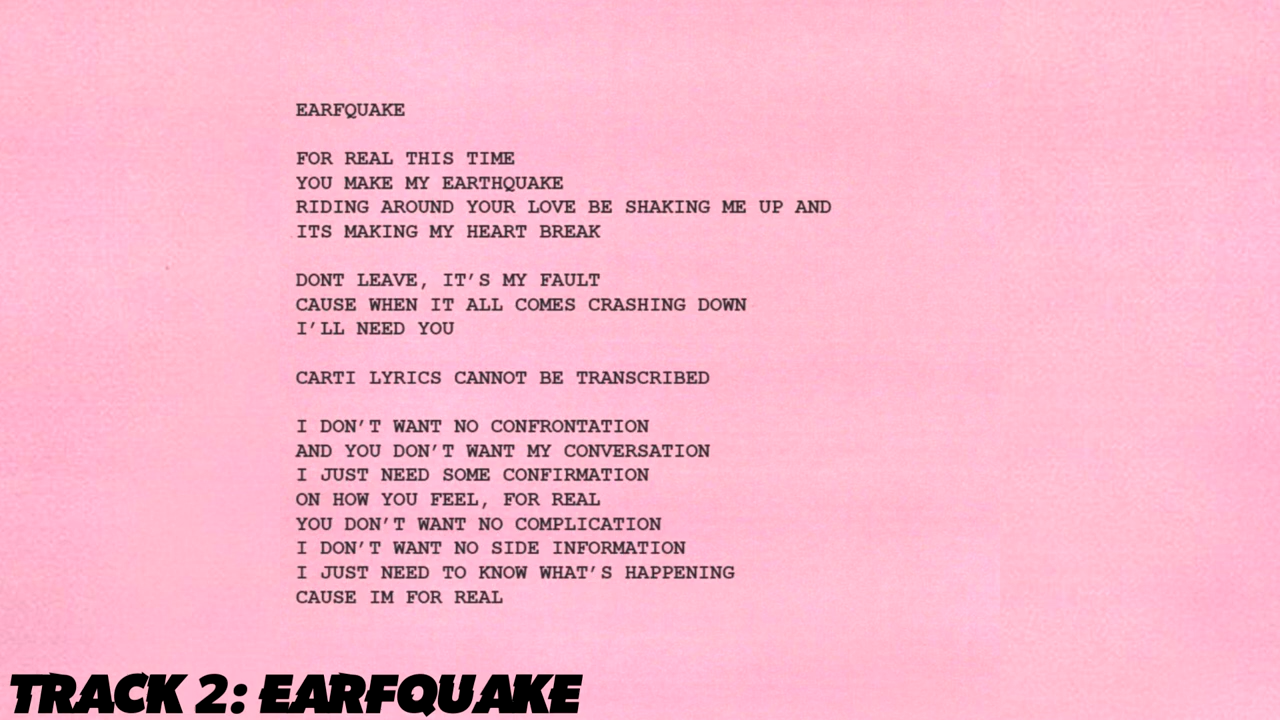 EARFQUAKE
FOR REAL THIS TIME
YOU MAKE MY EARTHQUAKE
RIDING AROUND YOUR LOVE BE SHAKING ME UP AND
ITS MAKING MY HEART BREAK
DONT LEAVE, IT'S MY FAULT
CAUSE WHEN IT ALL COMES CRASHING DOWN
I'LL NEED YOU
CARTI LYRICS CANNOT BE TRANSCRIBED
I DON'T WANT NO CONFRONTATION
AND YOU DON'T WANT MY CONVERSATION
I JUST NEED SOME CONFIRMATION
ON HOW YOU FEEL, FOR REAL
YOU DON'T WANT NO COMPLICATION
I DON'T WANT NO SIDE INFORMATION
I JUST NEED TO KNOW WHAT'S HAPPENING
CAUSE IM FOR REAL
TRACK 2: EARFQUAKE